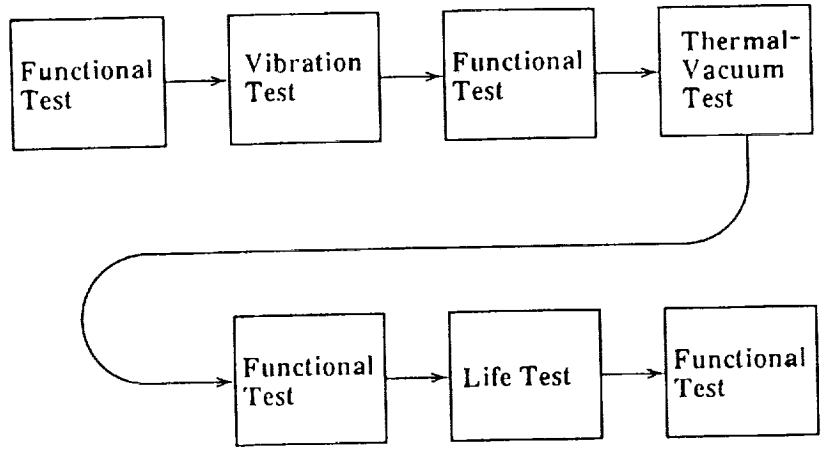 Functional
Test
Vibration
Test
Functional
Test
Thermal-
Vacuum
Test
Functional
Test
Life Test
Functional
Test